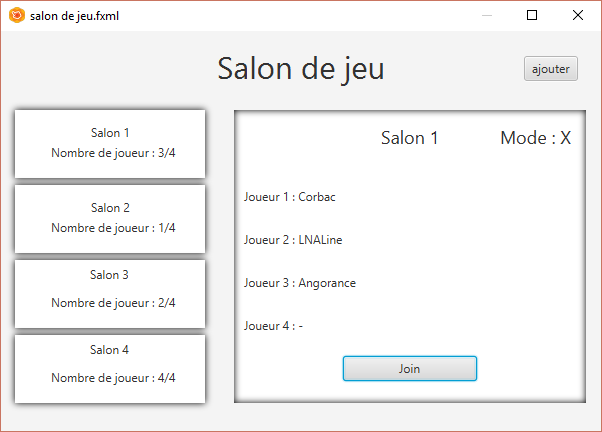 salon de jeu.fxml
Salon de jeu
ajouter
Salon 1
Nombre de joueur : 3/4
Salon 2
Nombre de joueur : 1/4
Salon 3
Nombre de joueur : 2/4
Salon 4
Nombre de joueur : 4/4
Salon 1
Mode : X
Joueur 1 : Corbac
Joueur 2 : LNALine
Joueur 3 : Angorance
Joueur 4 : -
Join